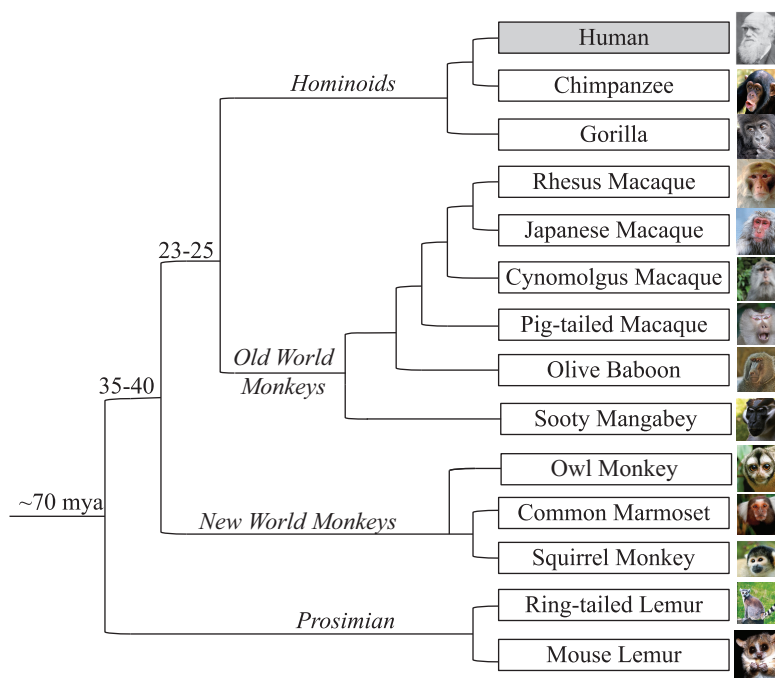 Human
Hominoids
Chimpanzee
Gorilla
Rhesus Macaque
Japanese Macaque
23-25
Cynomolgus Macaque
Pig-tailed Macaque
Old World
Monkeys
Olive Baboon
35-40
Sooty Mangabey
Owl Monkey
~70 mya
Common Marmoset
New World Monkeys
Squirrel Monkey
Ring-tailed Lemur
Prosimian
Mouse Lemur